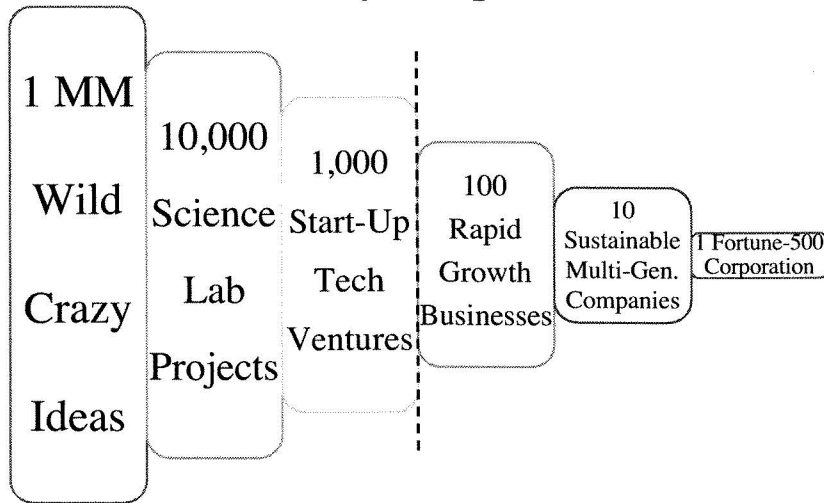 1 MM
Wild
Crazy
Ideas
10,000
Science
Lab
Projects
1,000
Start-Up
Tech
Ventures
100
Rapid
Growth
Businesses
10
Sustainable
Multi-Gen.
Companies
1 Fortune-500
Corporation